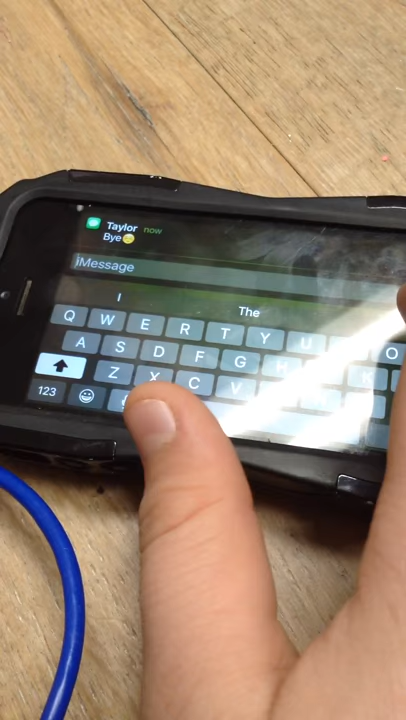 Taylor now
Bye😊
iMessage
I The
Q W E R T Y U O
A S D F G H K
Z X C V
123